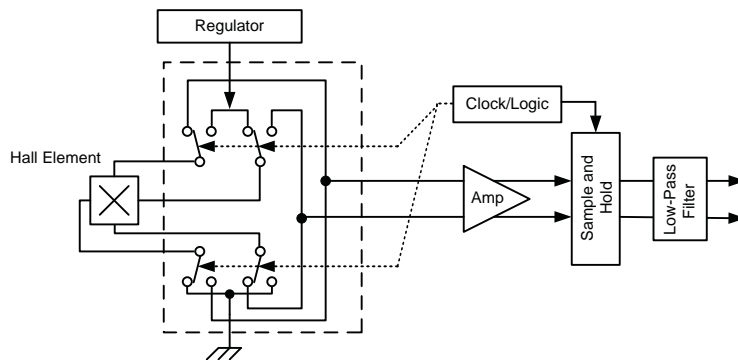 Regulator
Clock/Logic
Hall Element
Amp
Sample and
Hold
Low-Pass
Filter